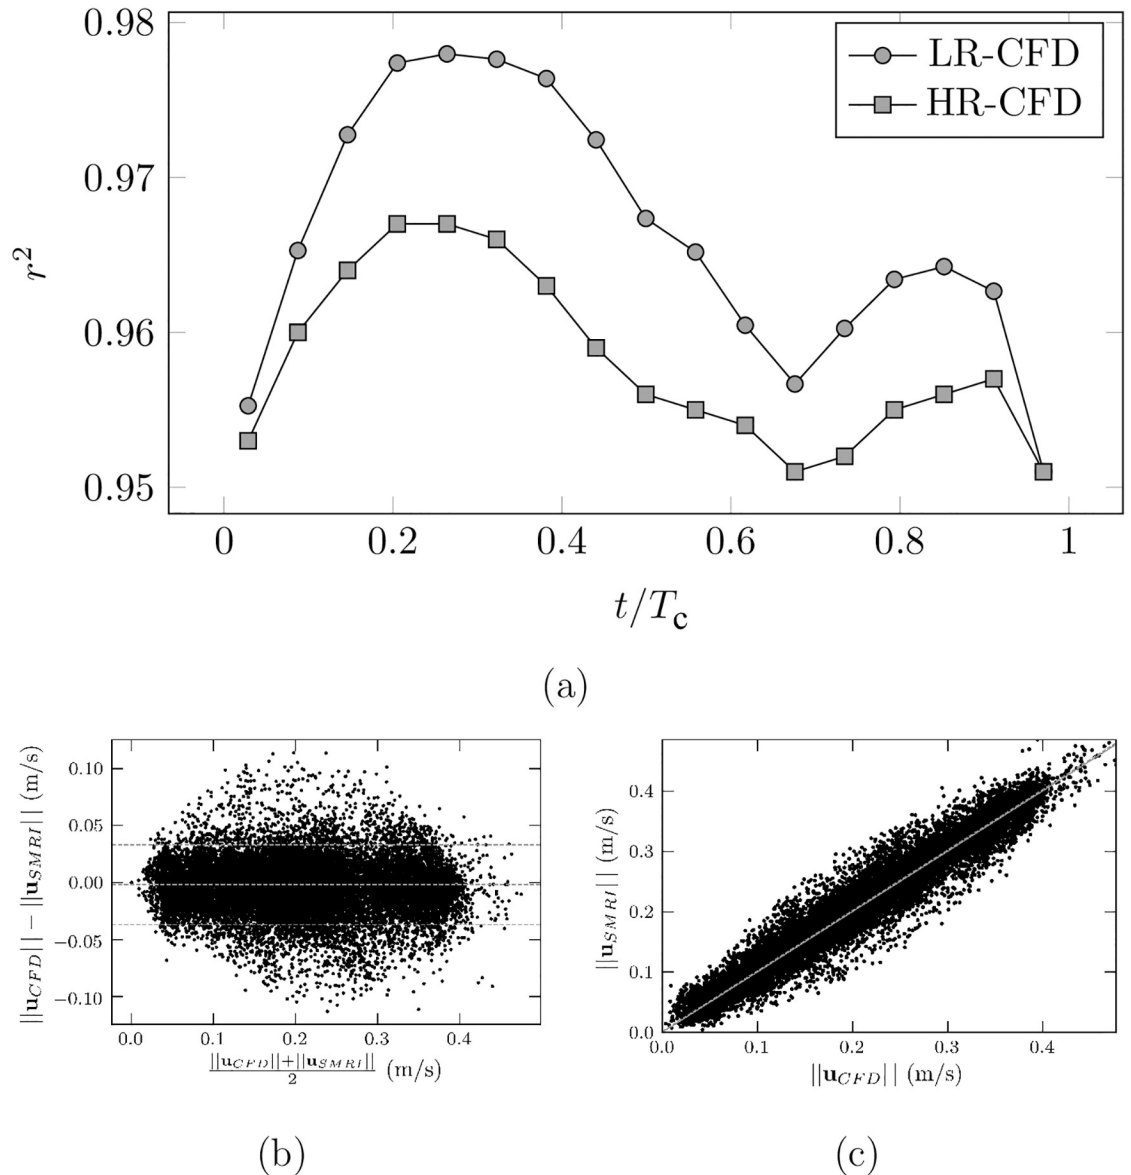 0.98
0.97
0.96
0.95
r²
LR-CFD
HR-CFD
0 0.2 0.4 0.6 0.8 1
t/T_c
(a)
||u_CFD|| − ||u_SMRI|| (m/s)
0.10
0.05
0.00
−0.05
−0.10
0.0 0.1 0.2 0.3 0.4
||u_CFD||+||u_SMRI||
2
(m/s)
(b)
||u_SMRI|| (m/s)
0.4
0.3
0.2
0.1
0.0
0.0 0.1 0.2 0.3 0.4
||u_CFD|| (m/s)
(c)